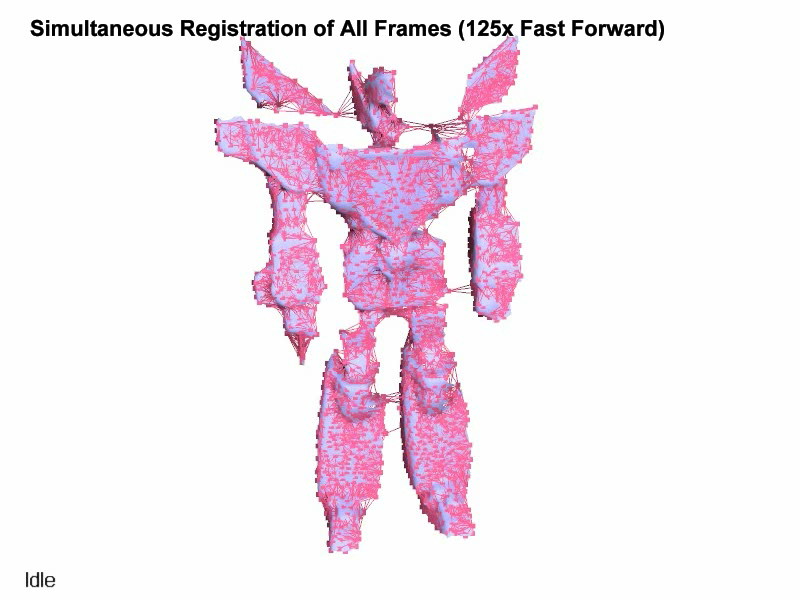 Simultaneous Registration of All Frames (125x Fast Forward)
Idle